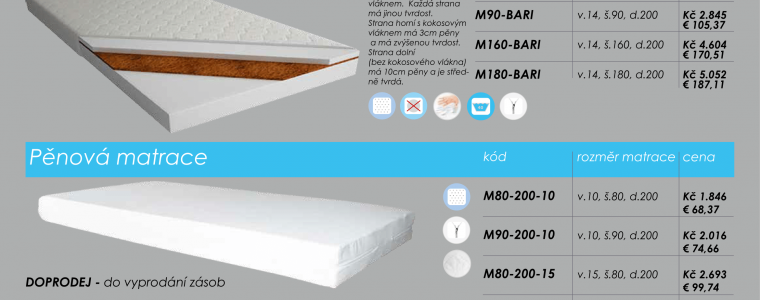 vláknem. Každá strana
má jinou tvrdost.
Strana horní s kokosovým
vláknem má 3cm pěny
a má zvýšenou tvrdost.
Strana dolní
(bez kokosového vlákna)
má 10cm pěny a je střed-
ně tvrdá.
M90-BARI v.14, š.90, d.200 Kč 2.845
€ 105,37
M160-BARI v.14, š.160, d.200 Kč 4.604
€ 170,51
M180-BARI v.14, š.180, d.200 Kč 5.052
€ 187,11
Pěnová matrace kód rozměr matrace cena
M80-200-10 v.10, š.80, d.200 Kč 1.846
€ 68,37
M90-200-10 v.10, š.90, d.200 Kč 2.016
€ 74,66
M80-200-15 v.15, š.80, d.200 Kč 2.693
€ 99,74
DOPRODEJ - do vyprodání zásob